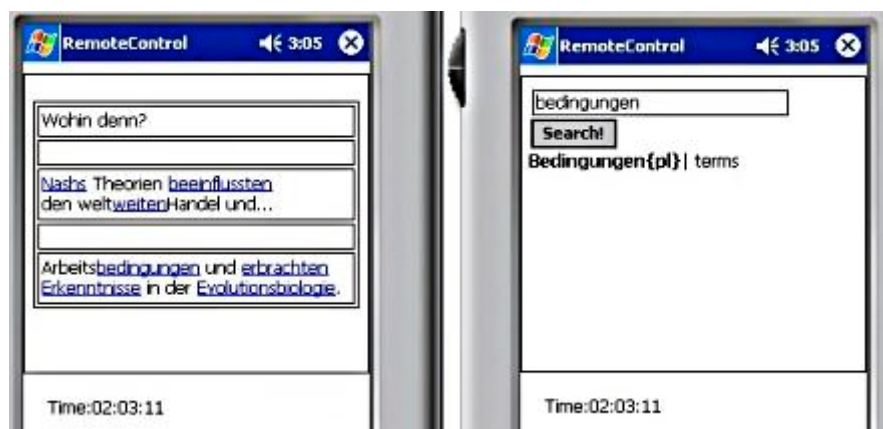 RemoteControl 3:05
Wohin denn?
Nashs Theorien beeinflussten
den weltweitenHandel und...
Arbeitsbedingungen und erbrachten
Erkenntnisse in der Evolutionsbiologie.
Time:02:03:11
RemoteControl 3:05
bedingungen
Search!
Bedingungen{pl}| terms
Time:02:03:11